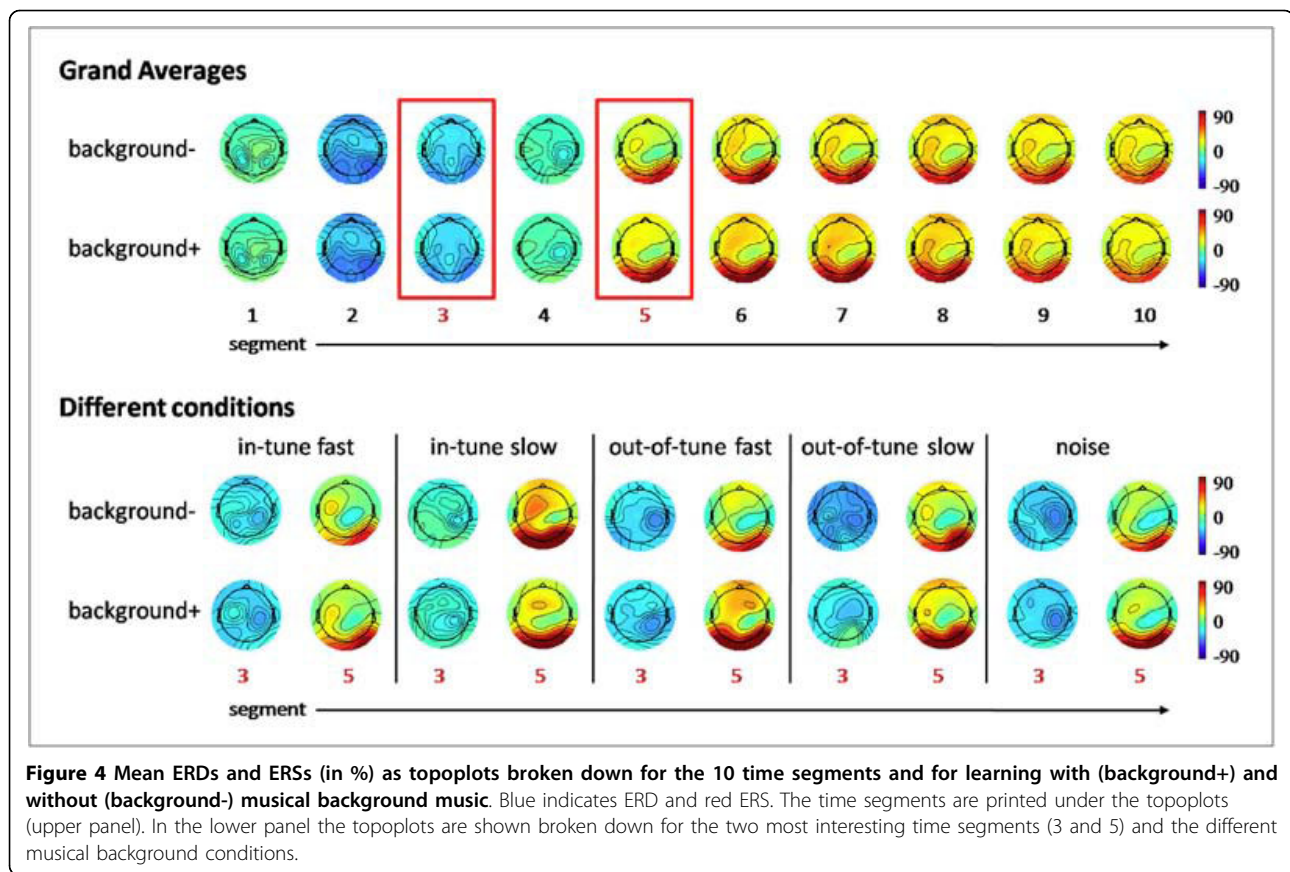 Grand Averages
background-
90
0
-90
background+
90
0
-90
1 2 3 4 5 6 7 8 9 10
segment
Different conditions
in-tune fast in-tune slow out-of-tune fast out-of-tune slow noise
background-
90
0
-90
background+
90
0
-90
3 5 3 5 3 5 3 5 3 5
segment
Figure 4 Mean ERDs and ERSs (in %) as topoplots broken down for the 10 time segments and for learning with (background+) and
without (background-) musical background music. Blue indicates ERD and red ERS. The time segments are printed under the topoplots
(upper panel). In the lower panel the topoplots are shown broken down for the two most interesting time segments (3 and 5) and the different
musical background conditions.